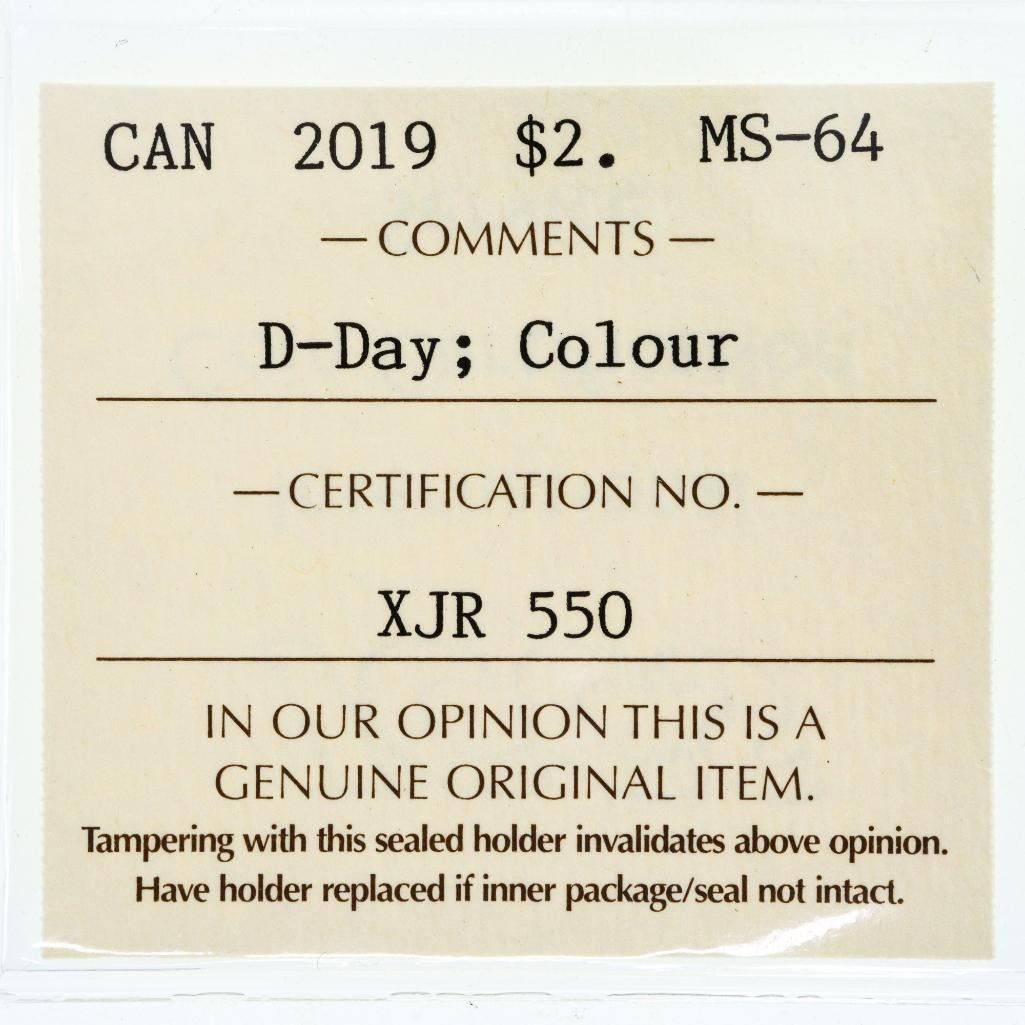 CAN 2019 $2. MS-64
— COMMENTS —
D-Day; Colour
— CERTIFICATION NO. —
XJR 550
IN OUR OPINION THIS IS A
GENUINE ORIGINAL ITEM.
Tampering with this sealed holder invalidates above opinion.
Have holder replaced if inner package/seal not intact.